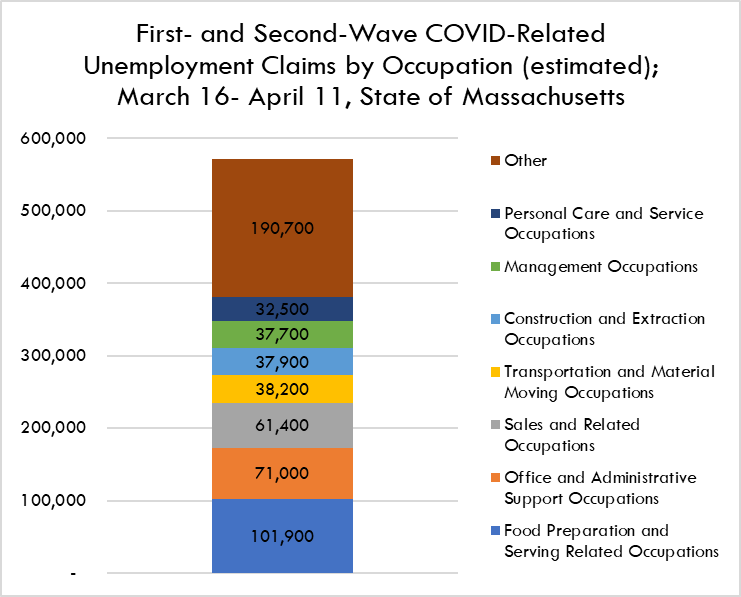 First- and Second-Wave COVID-Related
Unemployment Claims by Occupation (estimated);
March 16- April 11, State of Massachusetts
600,000
500,000
400,000
300,000
200,000
100,000
-
190,700
32,500
37,700
37,900
38,200
61,400
71,000
101,900
Other
Personal Care and Service
Occupations
Management Occupations
Construction and Extraction
Occupations
Transportation and Material
Moving Occupations
Sales and Related
Occupations
Office and Administrative
Support Occupations
Food Preparation and
Serving Related Occupations